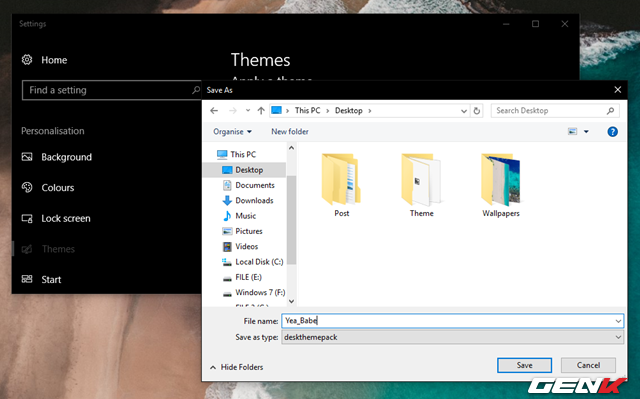 Settings
Home
Find a setting
Personalisation
Background
Colours
Lock screen
Themes
Start
Themes
Apply a theme
Save As
This PC > Desktop >
Search Desktop
Organise
New folder
This PC
Desktop
Documents
Downloads
Music
Pictures
Videos
Local Disk (C:)
FILE (E:)
Windows 7 (F:)
Post
Theme
Wallpapers
File name: Yea_Babe
Save as type: deskthemepack
Hide Folders
Save
Cancel
GENK